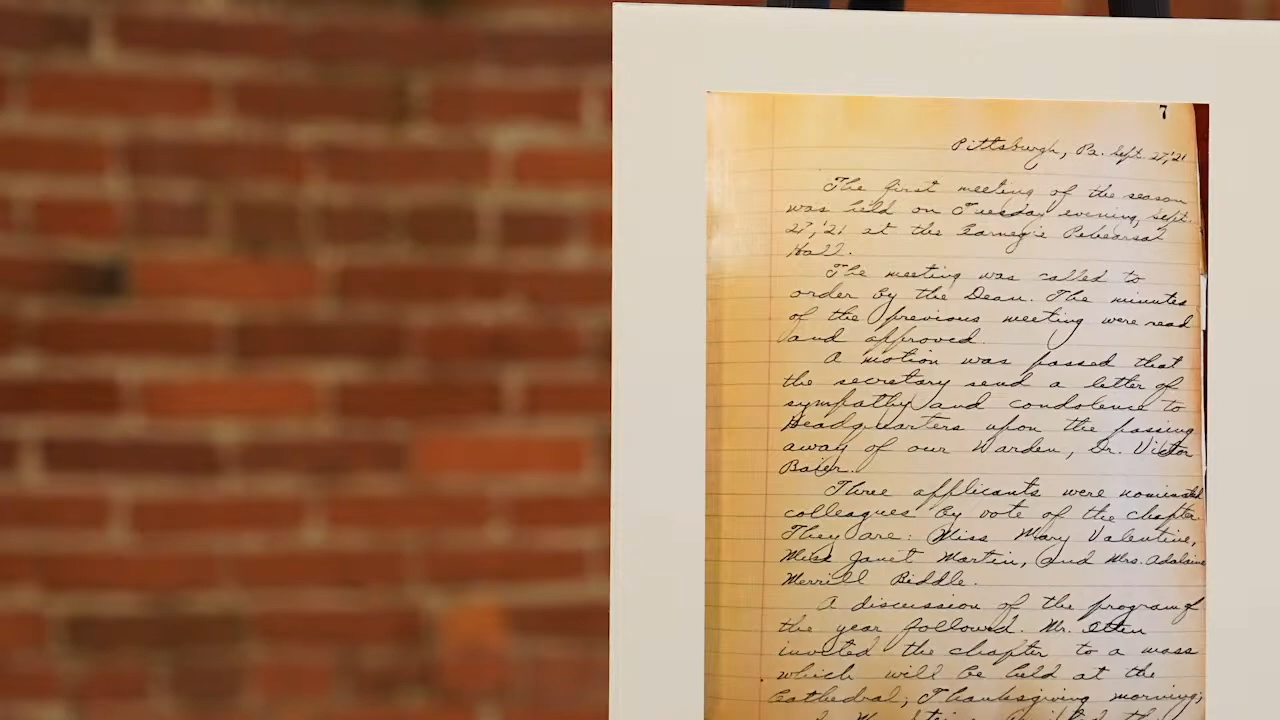 7
Pittsburgh, Pa. Sept. 27,'21
The first meeting of the season
was held on Tuesday evening, Sept.
27,'21 at the Carnegie Rehearsal
Hall.
The meeting was called to
order by the Dean. The minutes
of the previous meeting were read
and approved.
A motion was passed that
the secretary send a letter of
sympathy and condolence to
Headquarters upon the passing
away of our Warden, Dr. Victor
Baier.
Three applicants were nominated
colleagues by vote of the chapter.
They are: Miss Mary Valentine,
Miss Janet Martin, and Mrs. Adalaine
Merrill Biddle.
A discussion of the program of
the year followed. Mr. Otten
invited the chapter to a mass
which will be held at the
Cathedral, Thanksgiving morning;